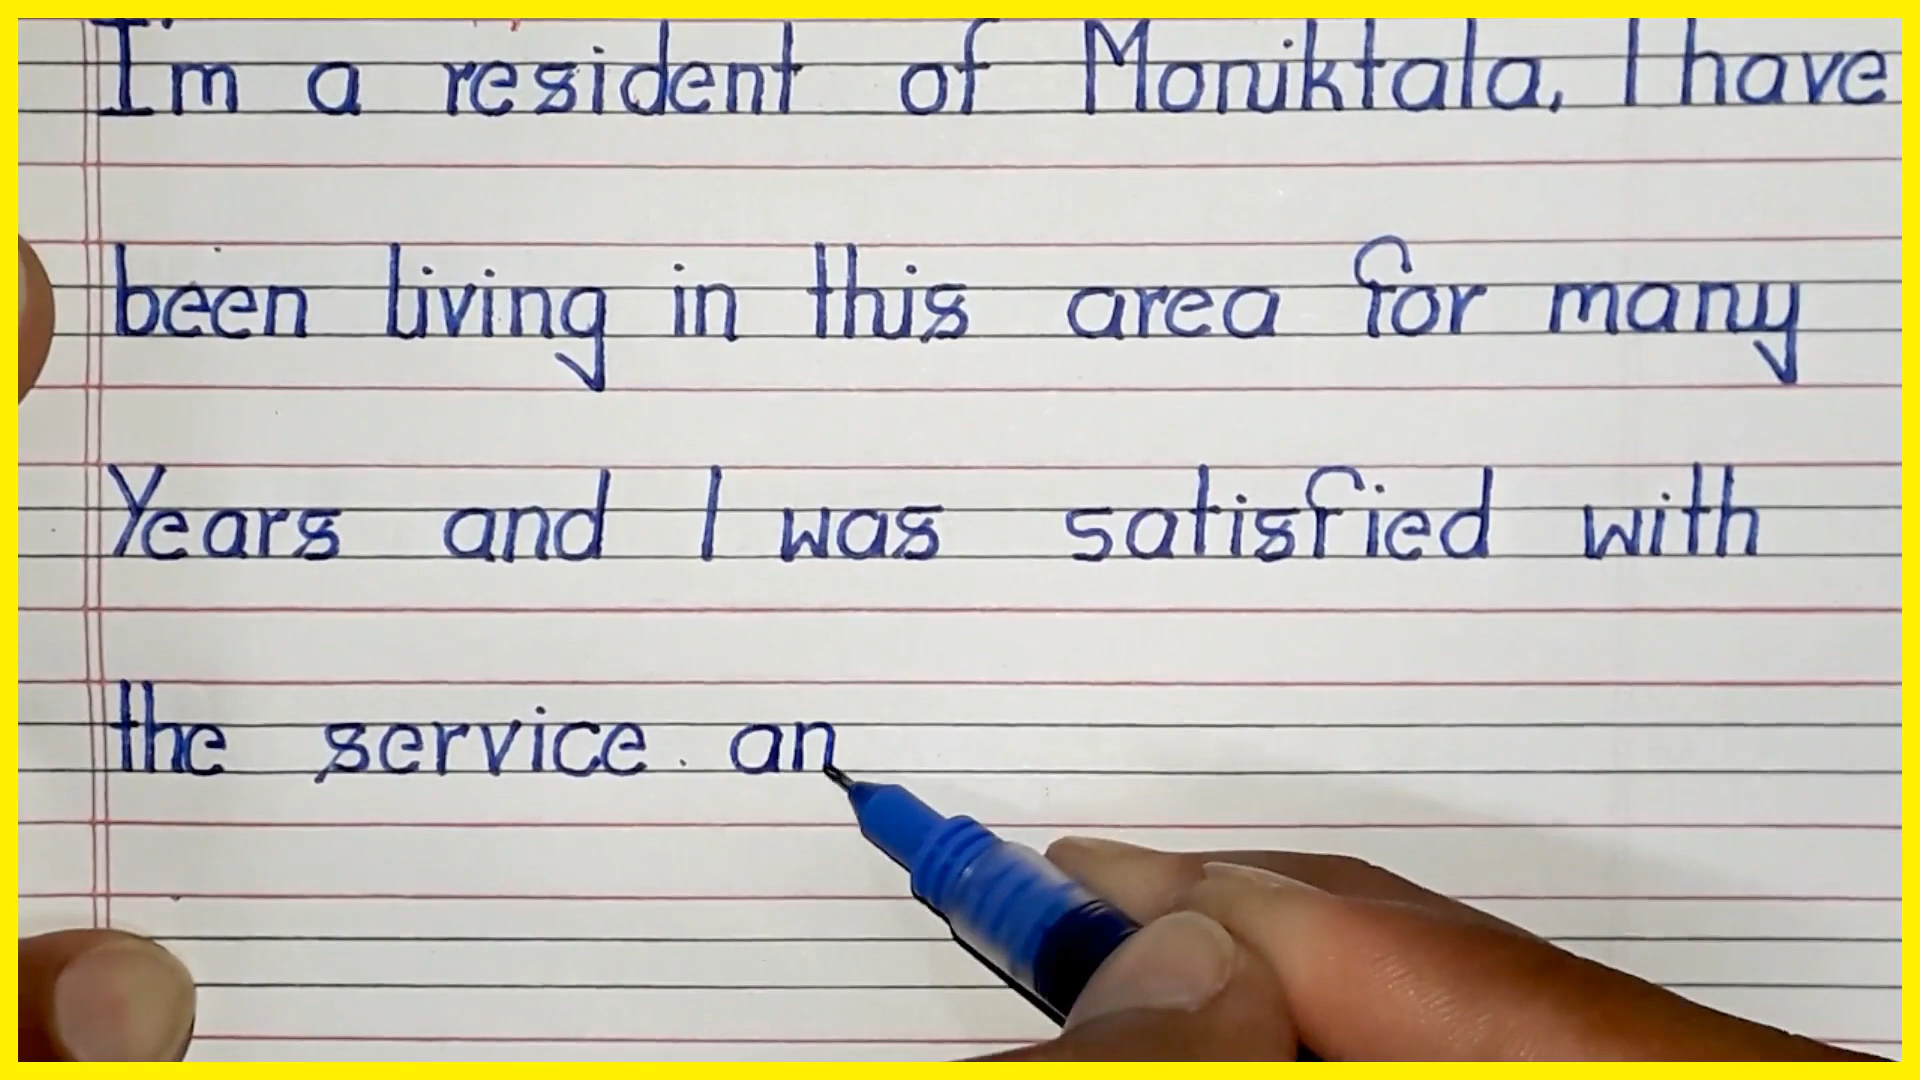 I'm a resident of Moniktala. I have
been living in this area for many
Years and I was satisfied with
the service an